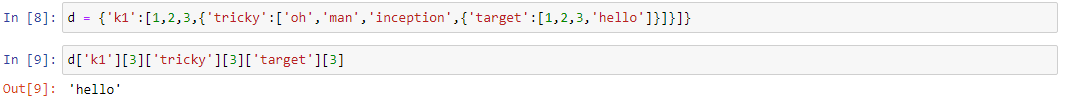 In [8]: d = {'k1':[1,2,3,{'tricky':['oh','man','inception',{'target':[1,2,3,'hello']}]}]}
In [9]: d['k1'][3]['tricky'][3]['target'][3]
Out[9]: 'hello'